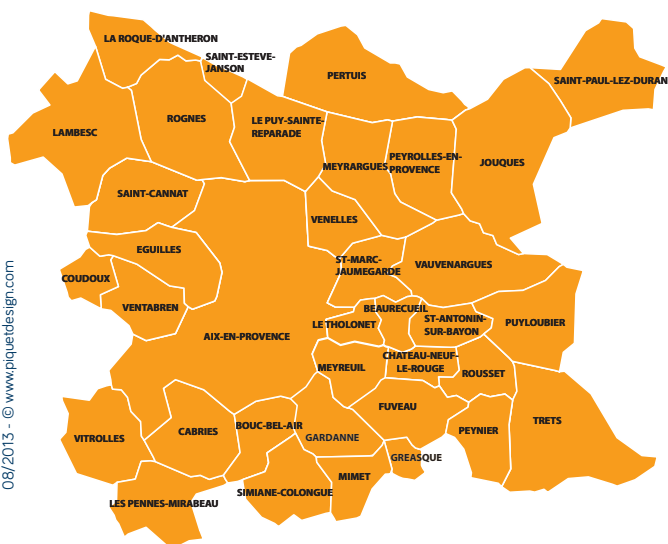 LA ROQUE-D'ANTHERON
SAINT-ESTEVE-
JANSON
PERTUIS
SAINT-PAUL-LEZ-DURAN
LAMBESC
ROGNES
LE PUY-SAINTE-
REPARADE
MEYRARGUES
PEYROLLES-EN-
PROVENCE
JOUQUES
SAINT-CANNAT
VENELLES
EGUILLES
ST-MARC-
JAUMEGARDE
VAUVENARGUES
COUDOUX
VENTABREN
BEAURECUEIL
LE THOLONET
ST-ANTONIN-
SUR-BAYON
PUYLOUBIER
AIX-EN-PROVENCE
CHATEAU-NEUF-
LE-ROUGE
MEYREUIL
ROUSSET
FUVEAU
TRETS
VITROLLES
CABRIES
BOUC-BEL-AIR
GARDANNE
PEYNIER
GREASQUE
MIMET
SIMIANE-COLONGUE
LES PENNES-MIRABEAU
08/2013 - © www.piquetdesign.com